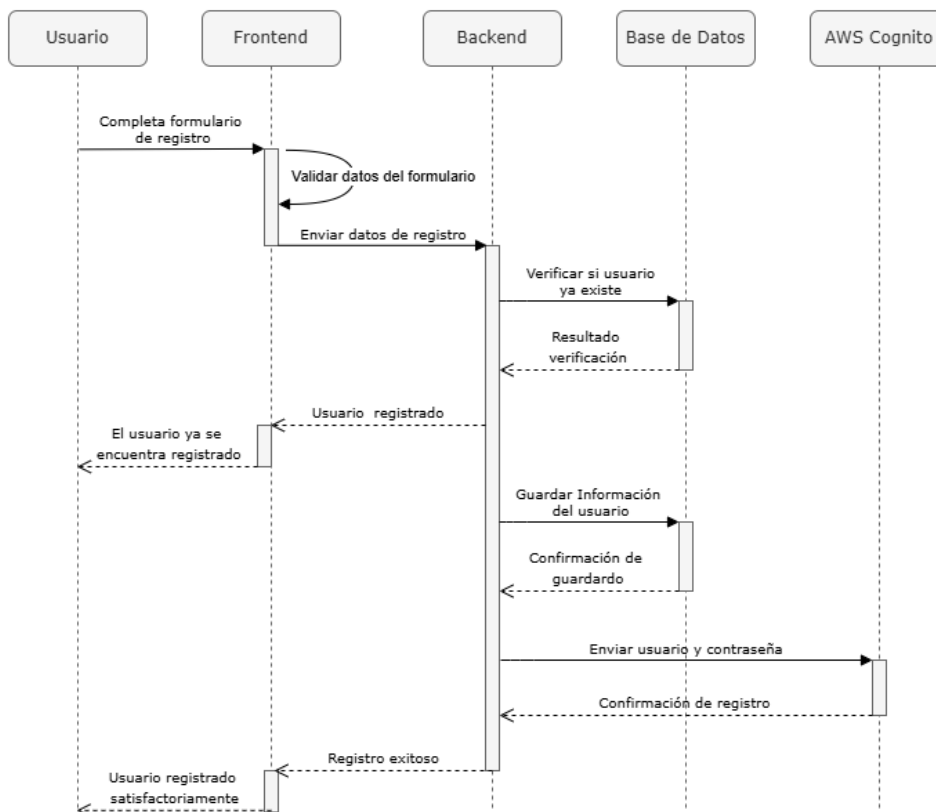 Usuario
Frontend
Backend
Base de Datos
AWS Cognito
Completa formulario
de registro
Validar datos del formulario
Enviar datos de registro
Verificar si usuario
ya existe
Resultado
verificación
Usuario registrado
El usuario ya se
encuentra registrado
Guardar Información
del usuario
Confirmación de
guardardo
Enviar usuario y contraseña
Confirmación de registro
Registro exitoso
Usuario registrado
satisfactoriamente